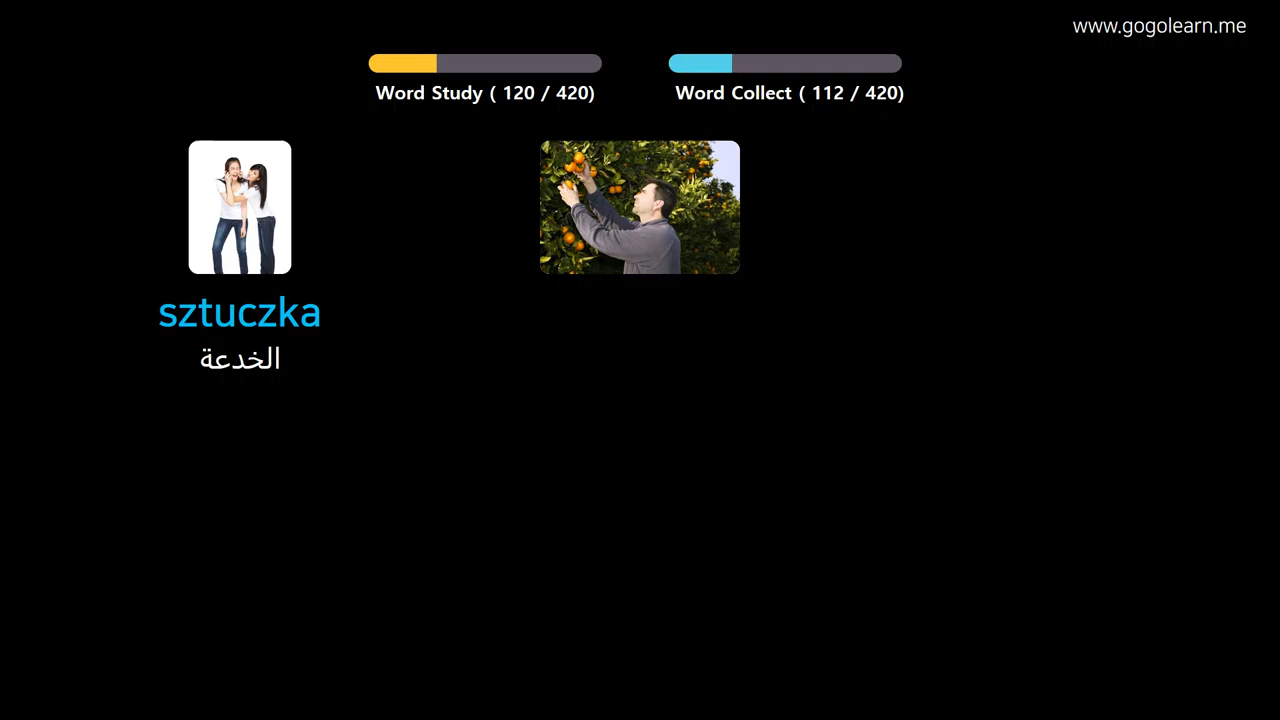 www.gogolearn.me
Word Study ( 120 / 420)
Word Collect ( 112 / 420)
sztuczka
الخدعة